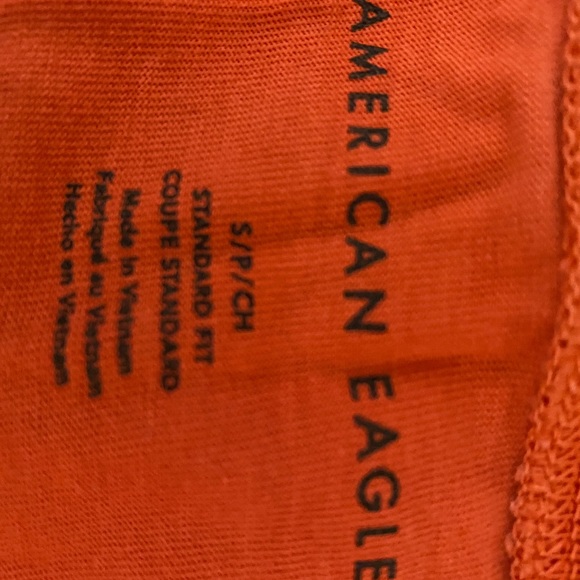 AMERICAN EAGLE
S/P/CH
STANDARD FIT
COUPE STANDARD
Made in Vietnam
Fabriqué au Vietnam
Hecho en Vietnam